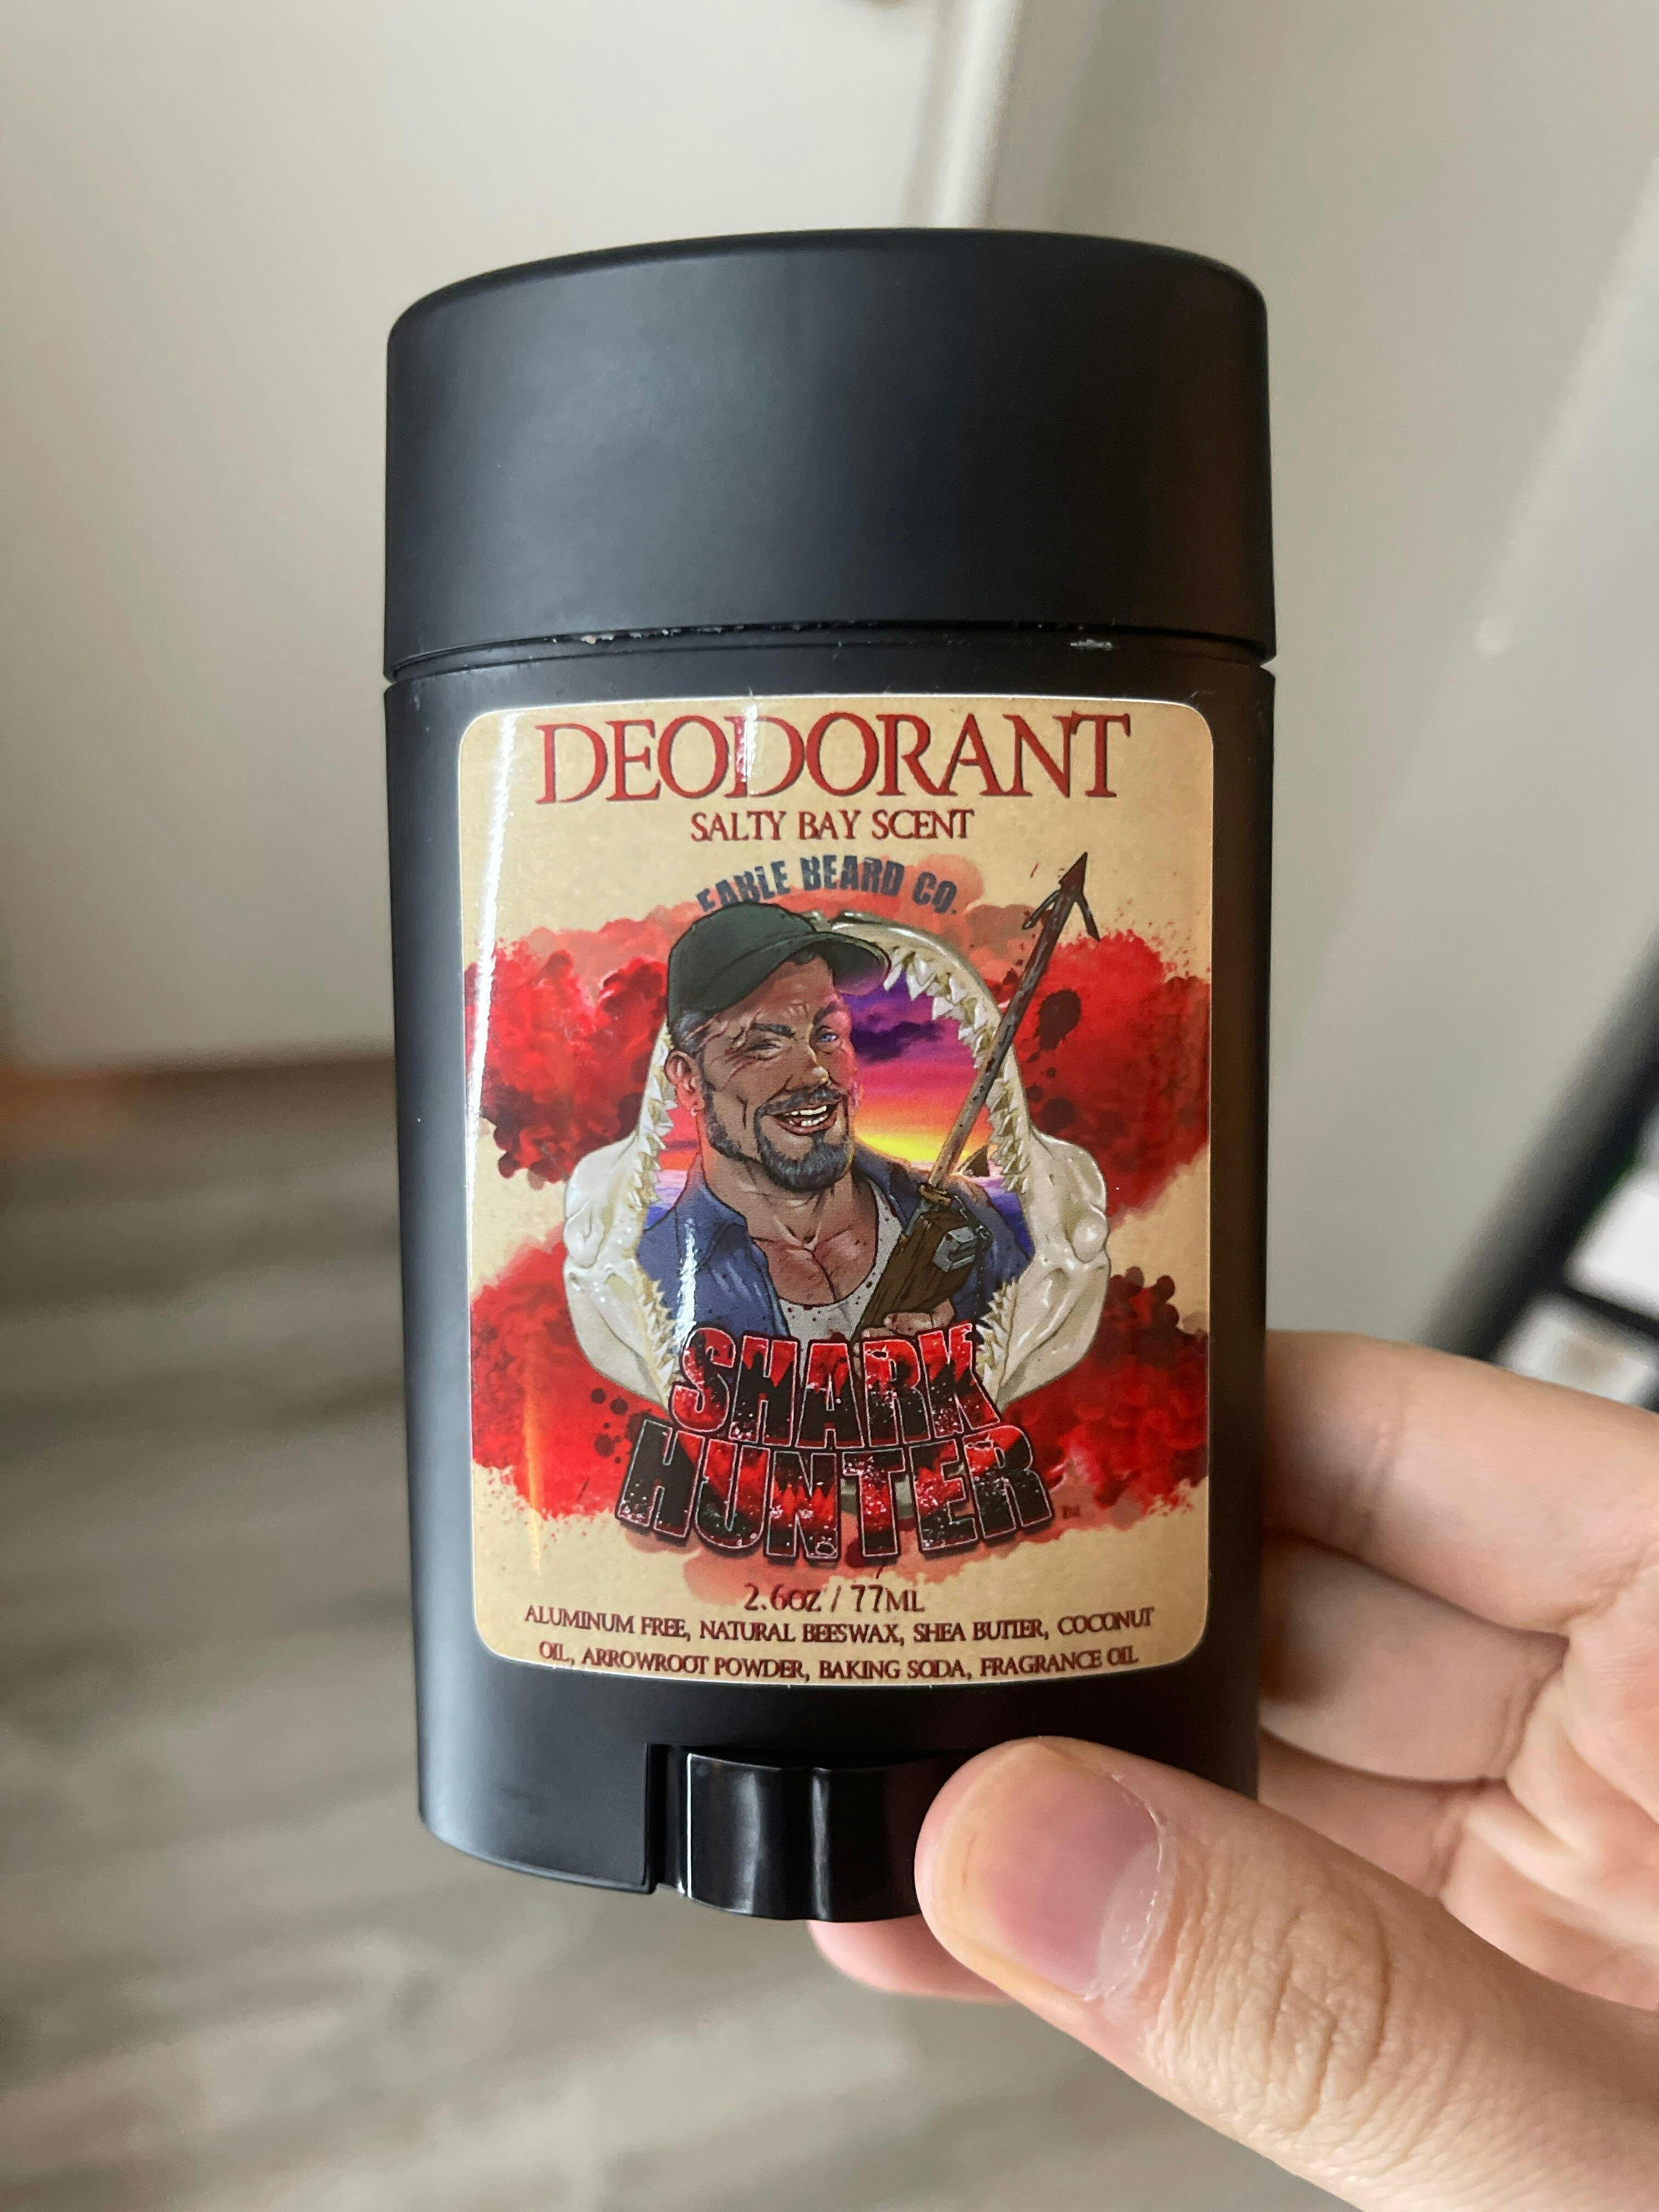 DEODORANT
SALTY BAY SCENT
FABLE BEARD CO.
SHARK
HUNTER
2.6OZ / 77ML
ALUMINUM FREE, NATURAL BEESWAX, SHEA BUTTER, COCONUT
OIL, ARROWROOT POWDER, BAKING SODA, FRAGRANCE OIL